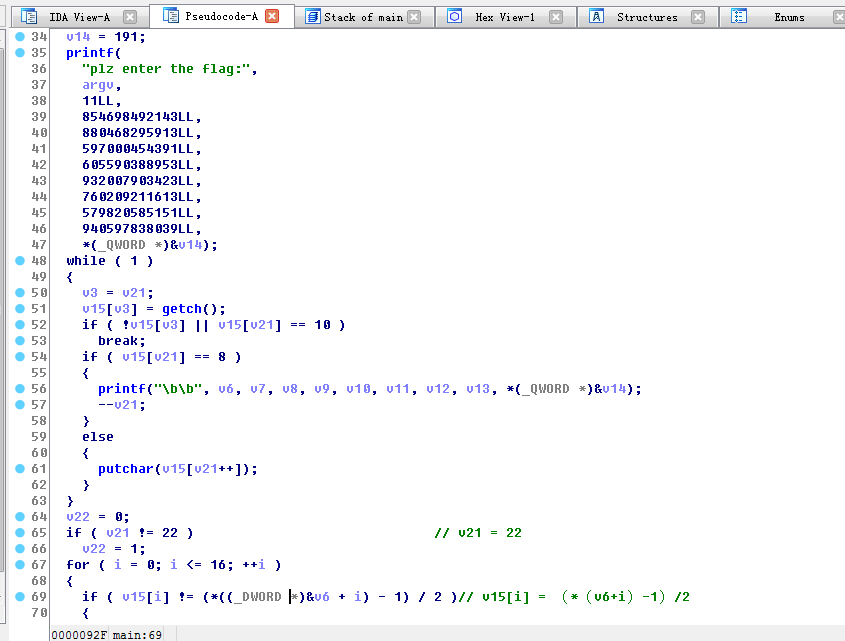 IDA View-A Pseudocode-A Stack of main Hex View-1 Structures Enums
34 v14 = 191;
35 printf(
36 "plz enter the flag:",
37 argv,
38 11LL,
39 854698492143LL,
40 880468295913LL,
41 597000454391LL,
42 605590388953LL,
43 932007903423LL,
44 760209211613LL,
45 579820585151LL,
46 940597838039LL,
47 *(_QWORD *)&v14);
48 while ( 1 )
49 {
50 v3 = v21;
51 v15[v3] = getch();
52 if ( !v15[v3] || v15[v21] == 10 )
53 break;
54 if ( v15[v21] == 8 )
55 {
56 printf("\b\b", v6, v7, v8, v9, v10, v11, v12, v13, *(_QWORD *)&v14);
57 --v21;
58 }
59 else
60 {
61 putchar(v15[v21++]);
62 }
63 }
64 v22 = 0;
65 if ( v21 != 22 ) // v21 = 22
66 v22 = 1;
67 for ( i = 0; i <= 16; ++i )
68 {
69 if ( v15[i] != (*((_DWORD *)&v6 + i) - 1) / 2 )// v15[i] = （*（v6+i）-1）/2
70 {
0000092F main:69